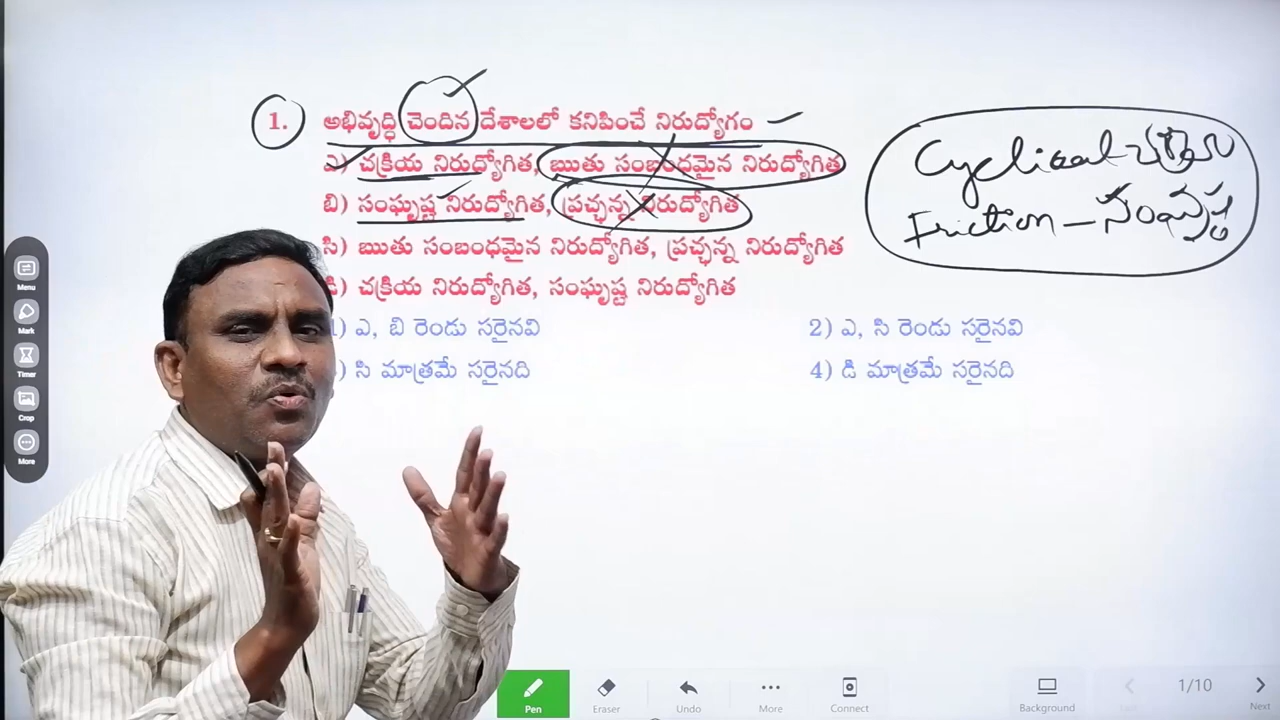 1. అభివృద్ధి చెందిన దేశాలలో కనిపించే నిరుద్యోగం
ఎ) చక్రియ నిరుద్యోగిత, ఋతు సంబంధమైన నిరుద్యోగిత
బి) సంఘృష్ట నిరుద్యోగిత, ప్రచ్ఛన్న నిరుద్యోగిత
సి) ఋతు సంబంధమైన నిరుద్యోగిత, ప్రచ్ఛన్న నిరుద్యోగిత
డి) చక్రియ నిరుద్యోగిత, సంఘృష్ట నిరుద్యోగిత
1) ఎ, బి రెండు సరైనవి 2) ఎ, సి రెండు సరైనవి
) సి మాత్రమే సరైనది 4) డి మాత్రమే సరైనది
Cyclical -
Friction - సంఘృష్ట
Menu
Mark
Timer
Crop
More
Pen Eraser Undo More Connect Background 1/10 Next